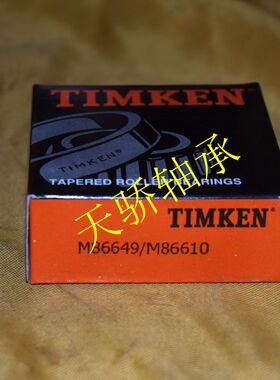 TIMKEN
TIMKEN®
TAPERED ROLLER BEARINGS
天骄轴承
TIMKEN®
M86649/M86610